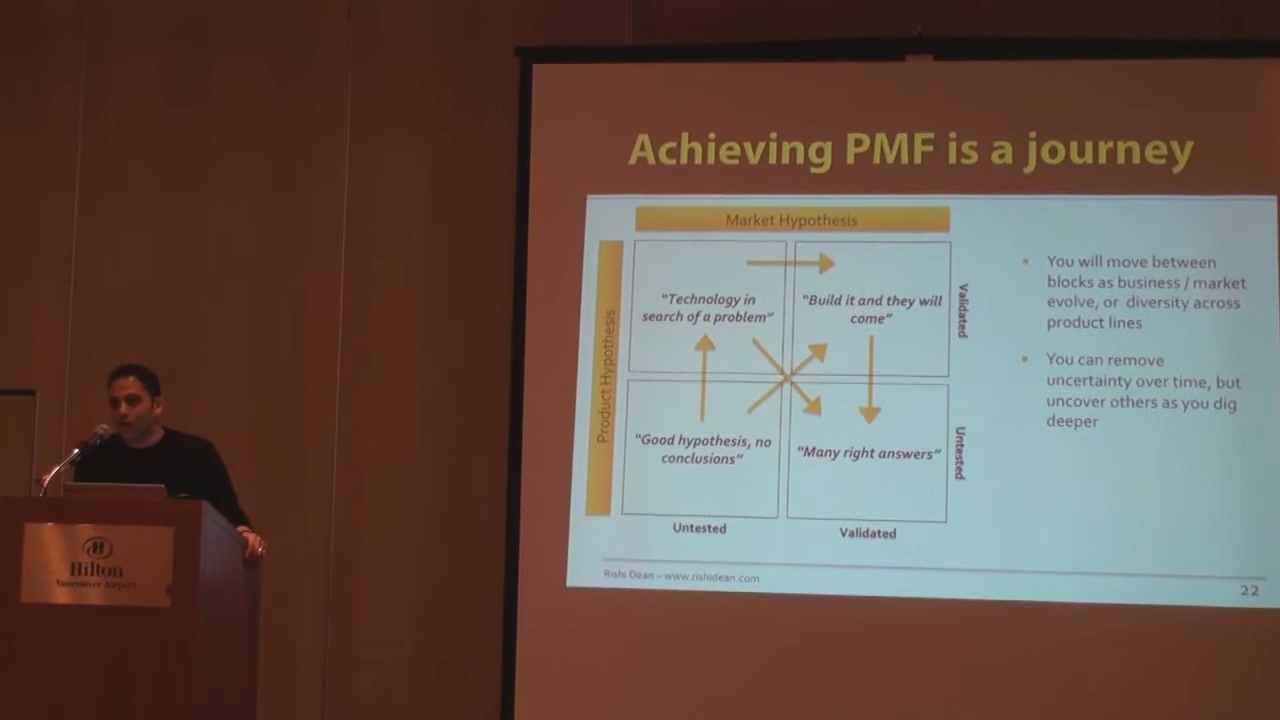 Achieving PMF is a journey
Market Hypothesis
Product Hypothesis
"Technology in
search of a problem"
"Build it and they will
come"
Validated
"Good hypothesis, no
conclusions"
"Many right answers"
Untested
Untested
Validated
• You will move between
blocks as business / market
evolve, or diversity across
product lines
• You can remove
uncertainty over time, but
uncover others as you dig
deeper
Rishi Dean – www.rishidean.com
22
H
Hilton
Vancouver Airport